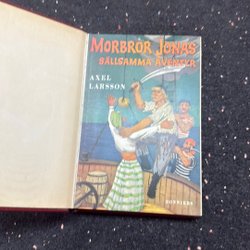 MORBROR JONAS
SÄLLSAMMA ÄVENTYR
AXEL
LARSSON
BONNIERS